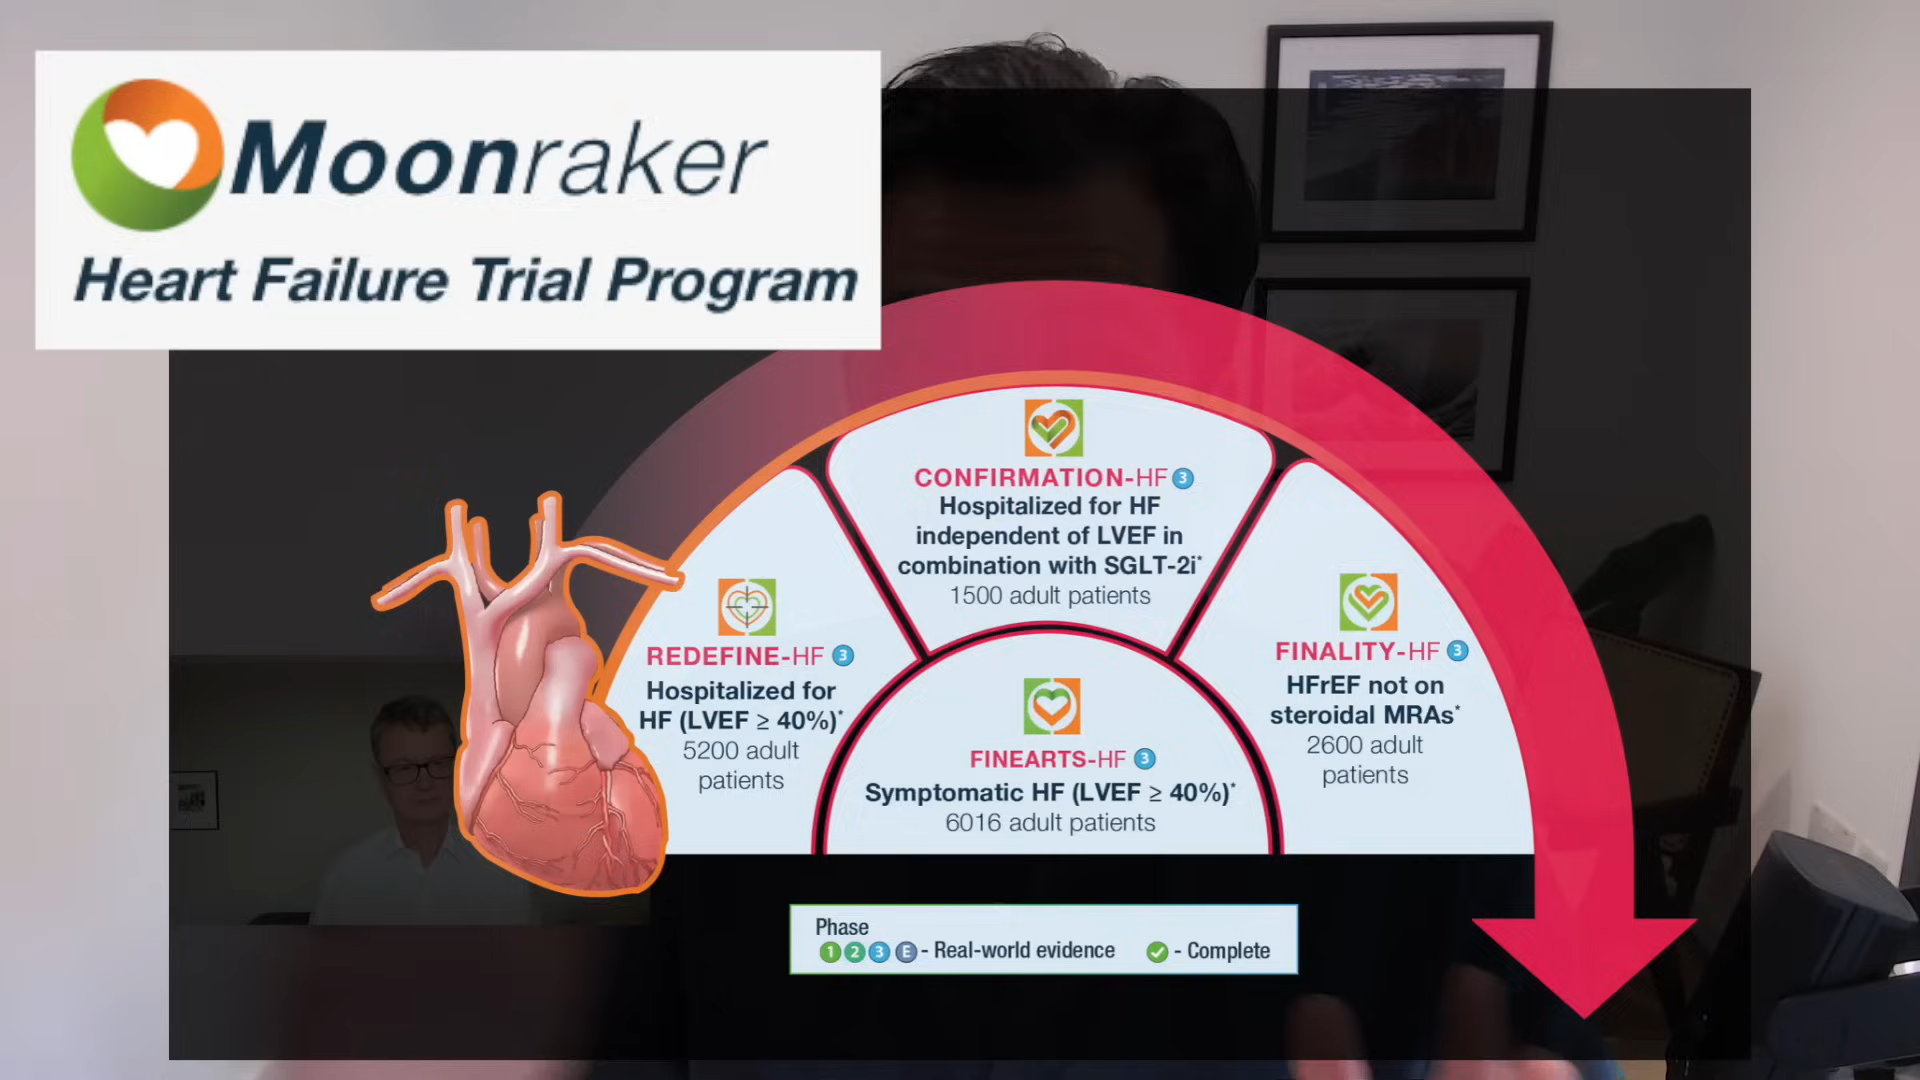 Moonraker
Heart Failure Trial Program
CONFIRMATION-HF 3
Hospitalized for HF
independent of LVEF in
combination with SGLT-2i*
1500 adult patients
REDEFINE-HF 3
Hospitalized for
HF (LVEF ≥ 40%)*
5200 adult
patients
FINEARTS-HF 3
Symptomatic HF (LVEF ≥ 40%)*
6016 adult patients
FINALITY-HF 3
HFrEF not on
steroidal MRAs*
2600 adult
patients
Phase
1 2 3 E - Real-world evidence ✓ - Complete